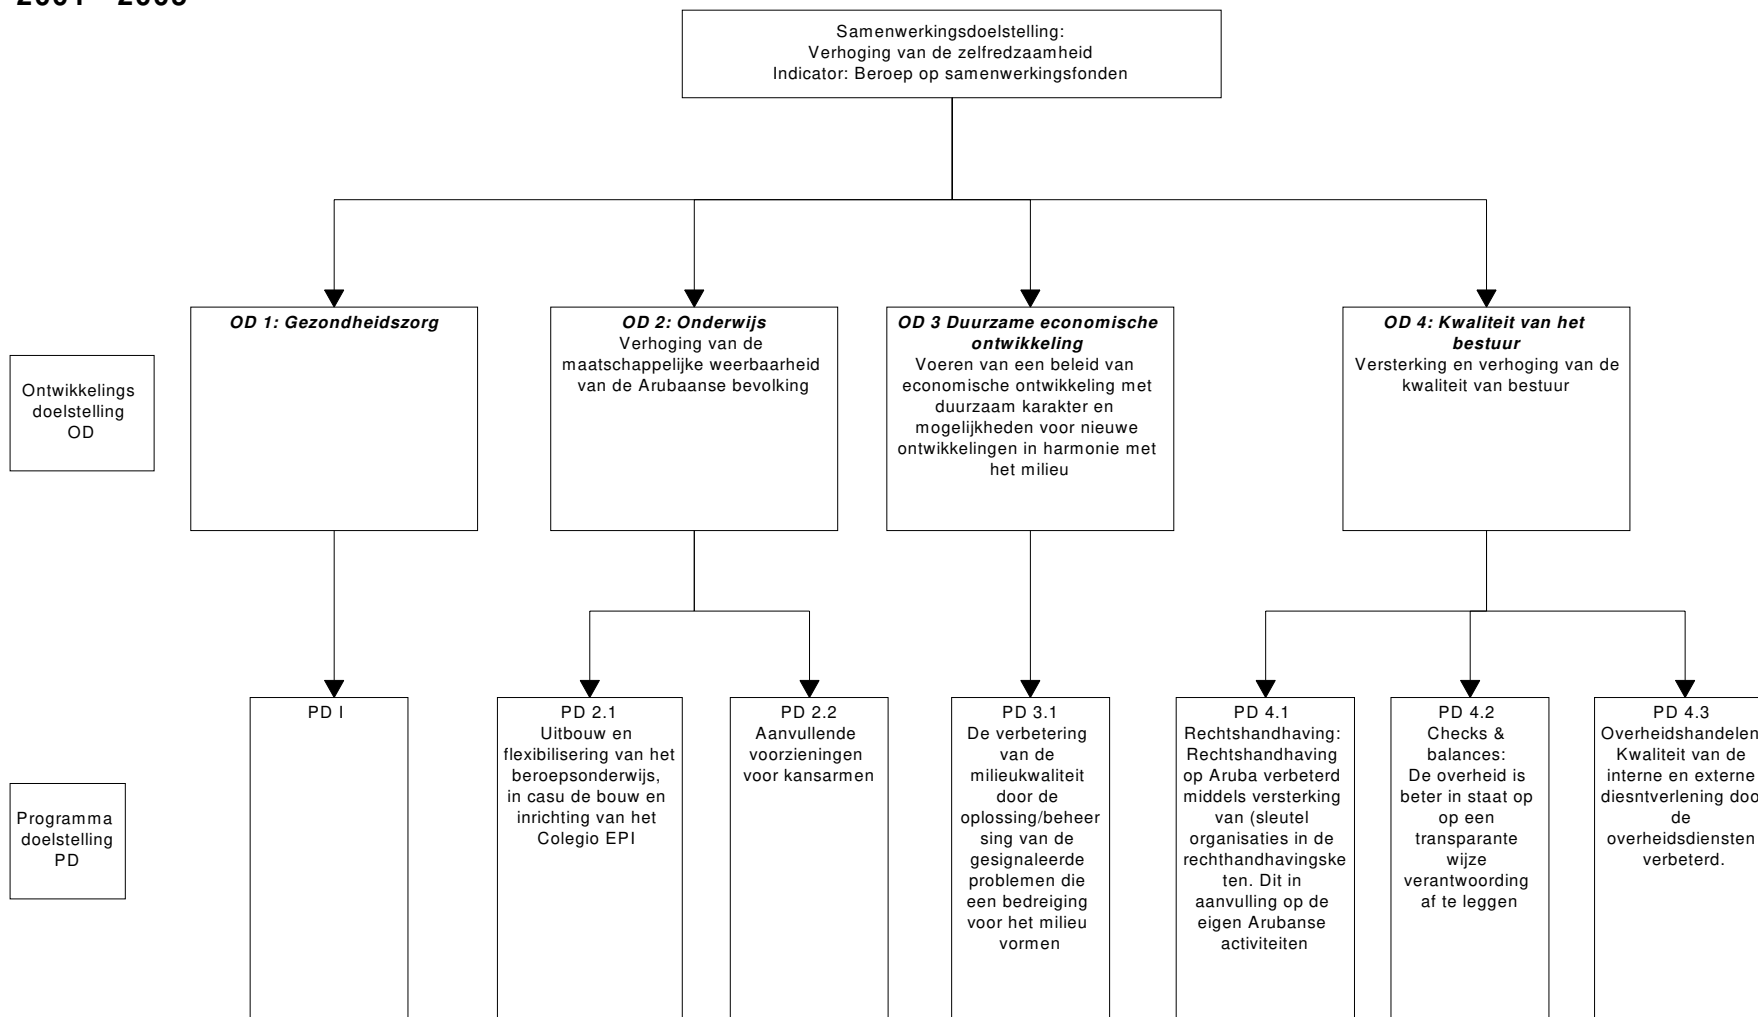 Samenwerkingsdoelstelling:
Verhoging van de zelfredzaamheid
Indicator: Beroep op samenwerkingsfonden
Ontwikkelings
doelstelling
OD
OD 1: Gezondheidszorg
OD 2: Onderwijs
Verhoging van de
maatschappelijke weerbaarheid
van de Arubaanse bevolking
OD 3 Duurzame economische
ontwikkeling
Voeren van een beleid van
economische ontwikkeling met
duurzaam karakter en
mogelijkheden voor nieuwe
ontwikkelingen in harmonie met
het milieu
OD 4: Kwaliteit van het
bestuur
Versterking en verhoging van de
kwaliteit van bestuur
Programma
doelstelling
PD
PD I
PD 2.1
Uitbouw en
flexibilisering van het
beroepsonderwijs,
in casu de bouw en
inrichting van het
Colegio EPI
PD 2.2
Aanvullende
voorzieningen
voor kansarmen
PD 3.1
De verbetering
van de
milieukwaliteit
door de
oplossing/beheer
sing van de
gesignaleerde
problemen die
een bedreiging
voor het milieu
vormen
PD 4.1
Rechtshandhaving:
Rechtshandhaving
op Aruba verbeterd
middels versterking
van (sleutel
organisaties in de
rechthandhavingske
ten. Dit in
aanvulling op de
eigen Arubanse
activiteiten
PD 4.2
Checks &
balances:
De overheid is
beter in staat op
op een
transparante
wijze
verantwoording
af te leggen
PD 4.3
Overheidshandelen
Kwaliteit van de
interne en externe
diesntverlening doo
de
overheidsdiensten
verbeterd.